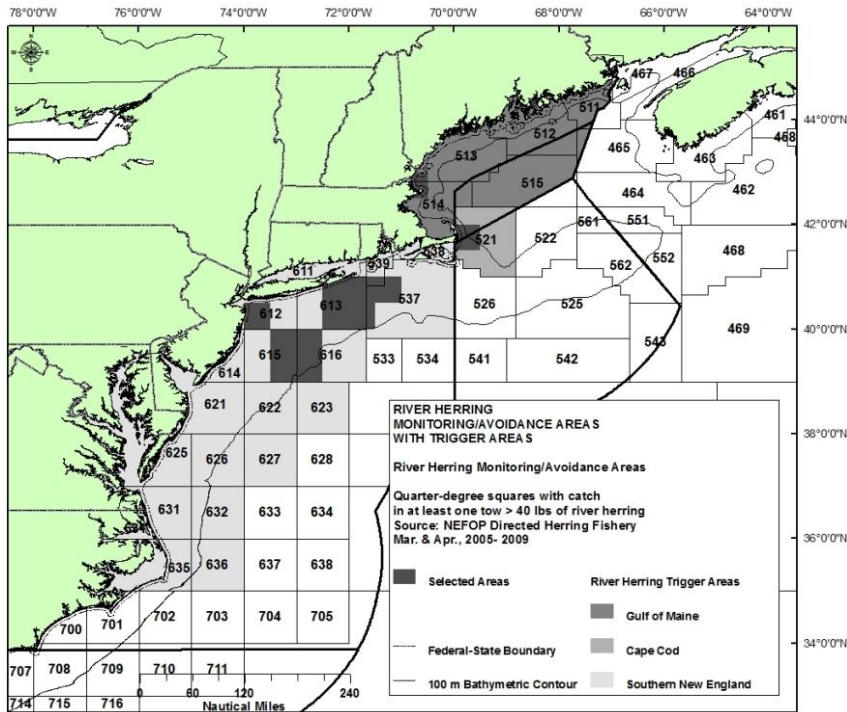 78°0'0"W 76°0'0"W 74°0'0"W 72°0'0"W 70°0'0"W 68°0'0"W 66°0'0"W 64°0'0"W
N
W E
S
467 466
511 461
44°0'0"N
512 458
513 465 463
515 464 462
514
42°0'0"N
561 551
521 522 552 468
538
611 539 562
613 537 526 525
612
40°0'0"N
543 469
615 616 533 534 541 542
614
621 622 623
38°0'0"N
625 626 627 628
631 632 633 634
36°0'0"N
635 636 637 638
700 701 702 703 704 705
34°0'0"N
707 708 709 710 711
714 715 716
0 60 120 240
Nautical Miles
RIVER HERRING
MONITORING/AVOIDANCE AREAS
WITH TRIGGER AREAS
River Herring Monitoring/Avoidance Areas
Quarter-degree squares with catch
in at least one tow > 40 lbs of river herring
Source: NEFOP Directed Herring Fishery
Mar. & Apr., 2005- 2009
Selected Areas
River Herring Trigger Areas
Gulf of Maine
Federal-State Boundary
Cape Cod
100 m Bathymetric Contour
Southern New England